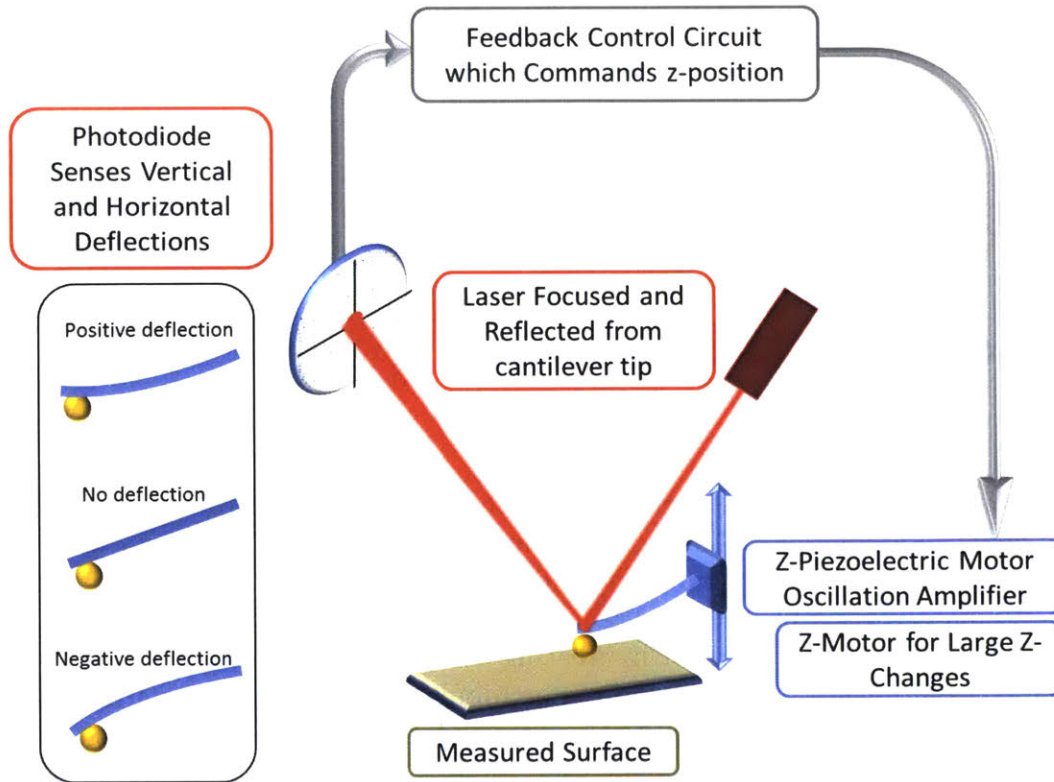 Feedback Control Circuit
which Commands z-position
Photodiode
Senses Vertical
and Horizontal
Deflections
Positive deflection
No deflection
Negative deflection
Laser Focused and
Reflected from
cantilever tip
Z-Piezoelectric Motor
Oscillation Amplifier
Z-Motor for Large Z-
Changes
Measured Surface